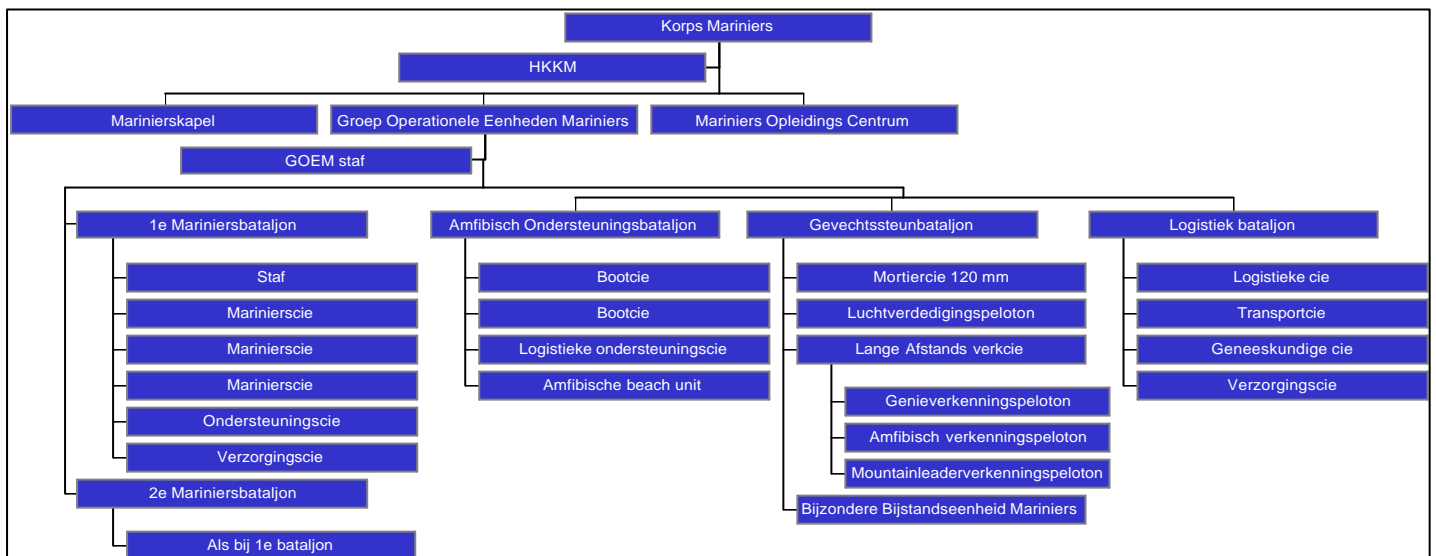 Korps Mariniers
HKKM
Marinierskapel
Groep Operationele Eenheden Mariniers
Mariniers Opleidings Centrum
GOEM staf
1e Mariniersbataljon
Staf
Marinierscie
Marinierscie
Marinierscie
Ondersteuningscie
Verzorgingscie
2e Mariniersbataljon
Als bij 1e bataljon
Amfibisch Ondersteuningsbataljon
Bootcie
Bootcie
Logistieke ondersteuningscie
Amfibische beach unit
Gevechtssteunbataljon
Mortiercie 120 mm
Luchtverdedigingspeloton
Lange Afstands verkcie
Genieverkenningspeloton
Amfibisch verkenningspeloton
Mountainleaderverkenningspeloton
Bijzondere Bijstandseenheid Mariniers
Logistiek bataljon
Logistieke cie
Transportcie
Geneeskundige cie
Verzorgingscie